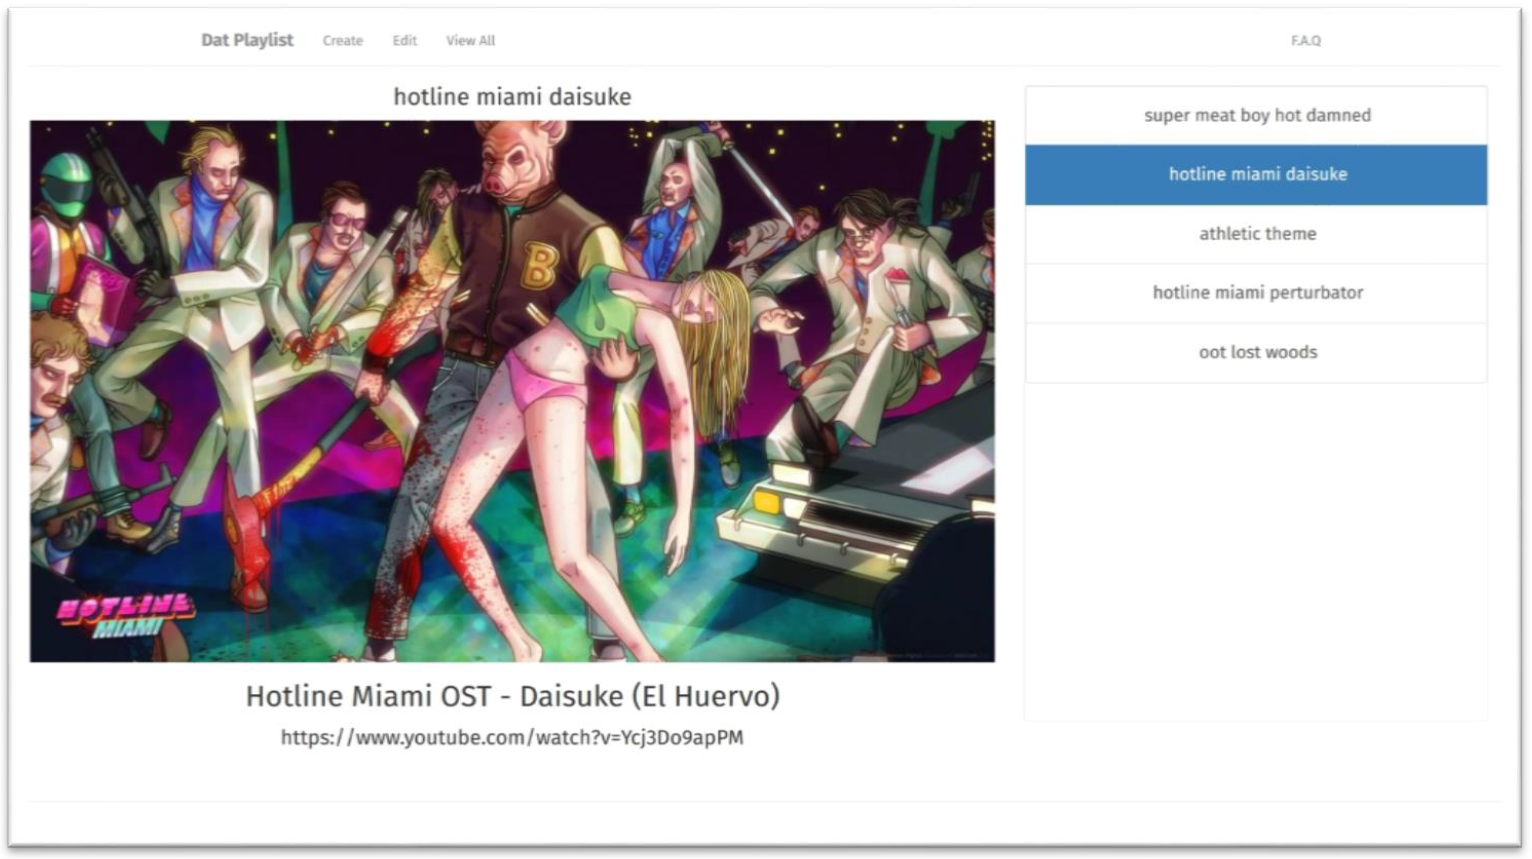 Dat Playlist Create Edit View All F.A.Q
hotline miami daisuke
B
HOTLINE
MIAMI
Hotline Miami OST - Daisuke (El Huervo)
https://www.youtube.com/watch?v=Ycj3Do9apPM
super meat boy hot damned
hotline miami daisuke
athletic theme
hotline miami perturbator
oot lost woods